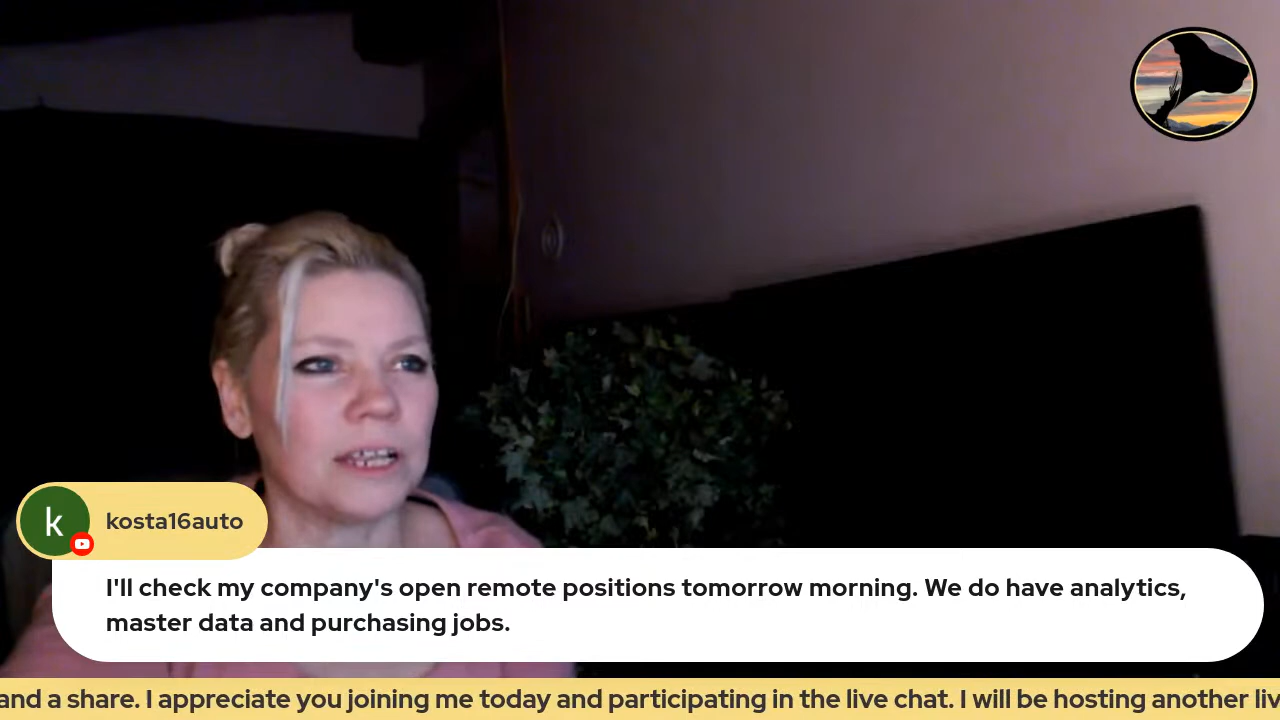 k
kosta16auto
I'll check my company's open remote positions tomorrow morning. We do have analytics,
master data and purchasing jobs.
and a share. I appreciate you joining me today and participating in the live chat. I will be hosting another liv